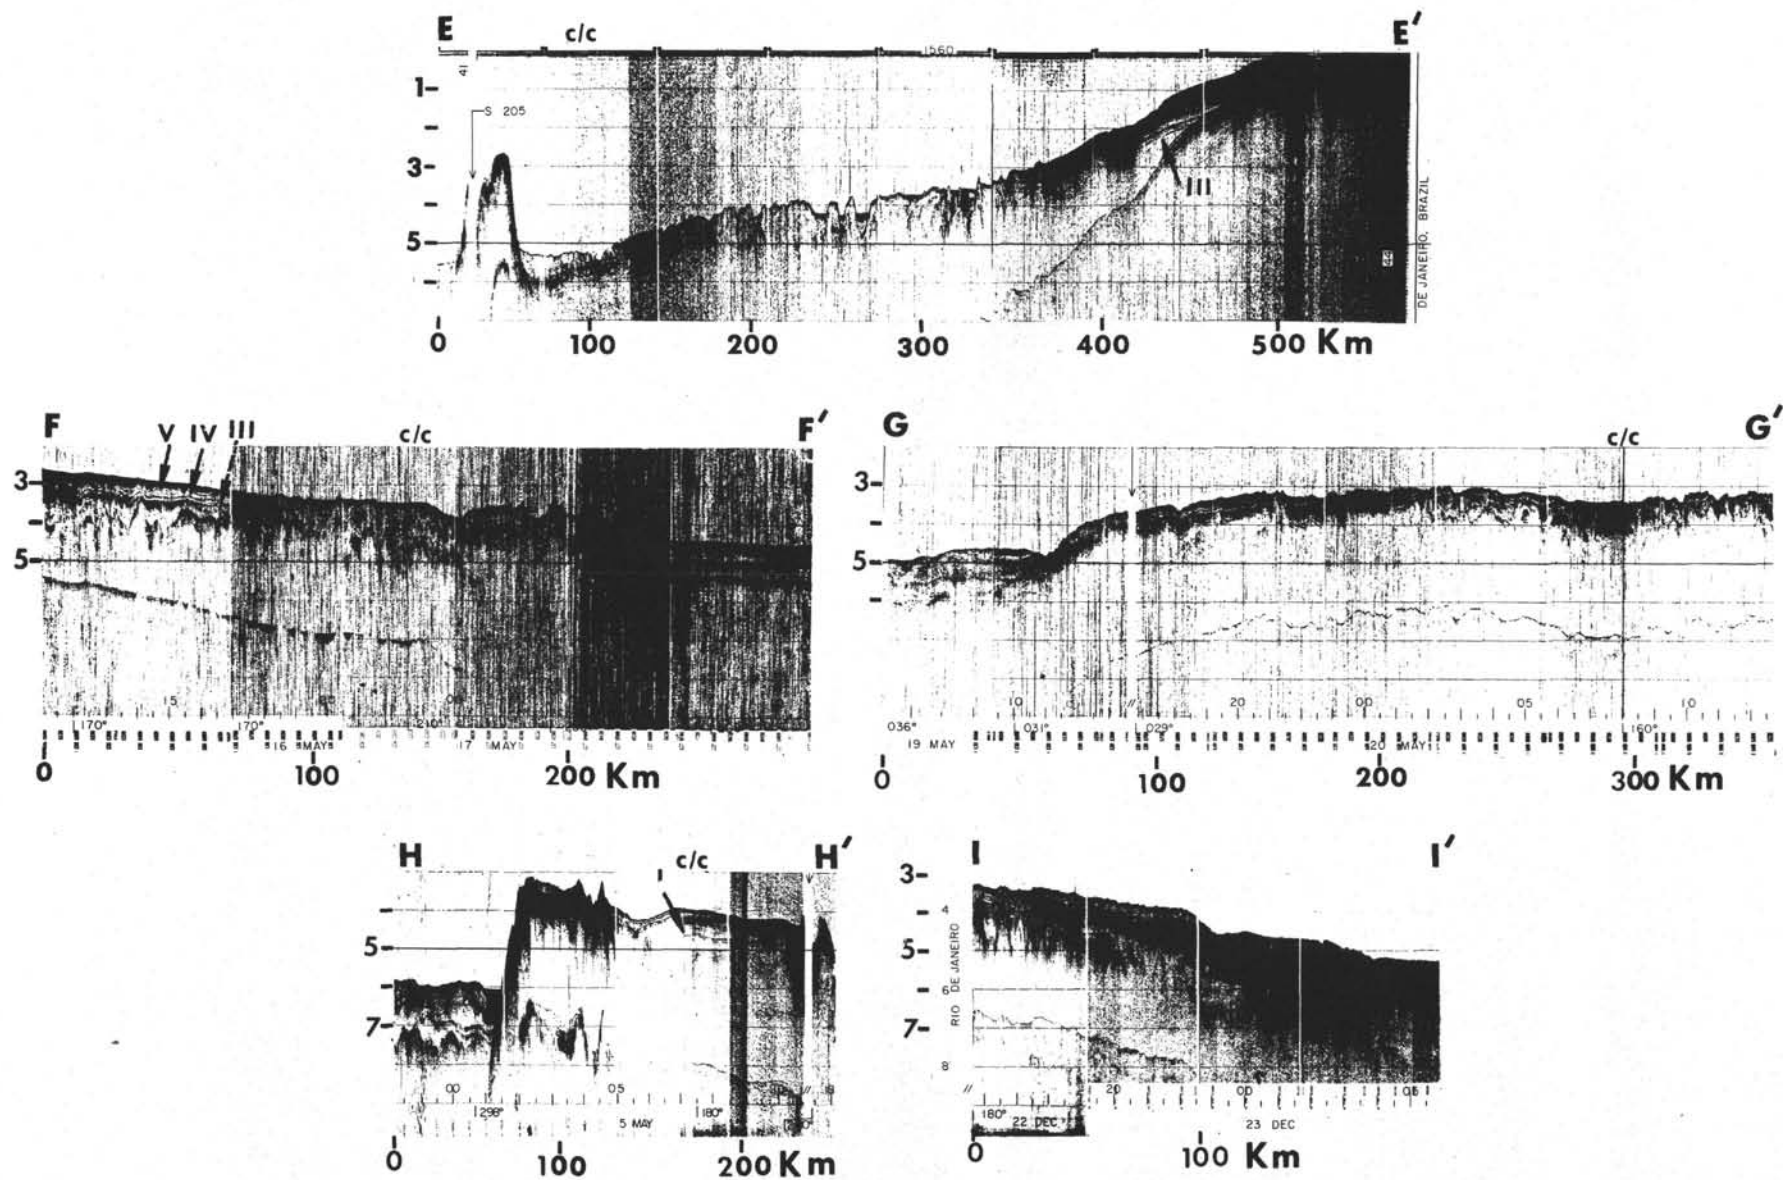 E c/c E′
1560
41
S 205
1-
3-
5-
III
44
DE JANEIRO, BRAZIL
0 100 200 300 400 500 Km
F V IV III c/c F′
3-
5-
170° 170° 210°
16 MAY 17 MAY
0 100 200 Km
G c/c G′
3-
5-
10 20 00 05 10
036° 031° 029° 160°
19 MAY 20 MAY
0 100 200 300 Km
H I c/c H′
5-
7-
00 05
298° 180°
5 MAY
0 100 200 Km
I I′
3-
4
5-
6
7-
8
RIO DE JANEIRO
20 00 05
180°
22 DEC 23 DEC
0 100 Km